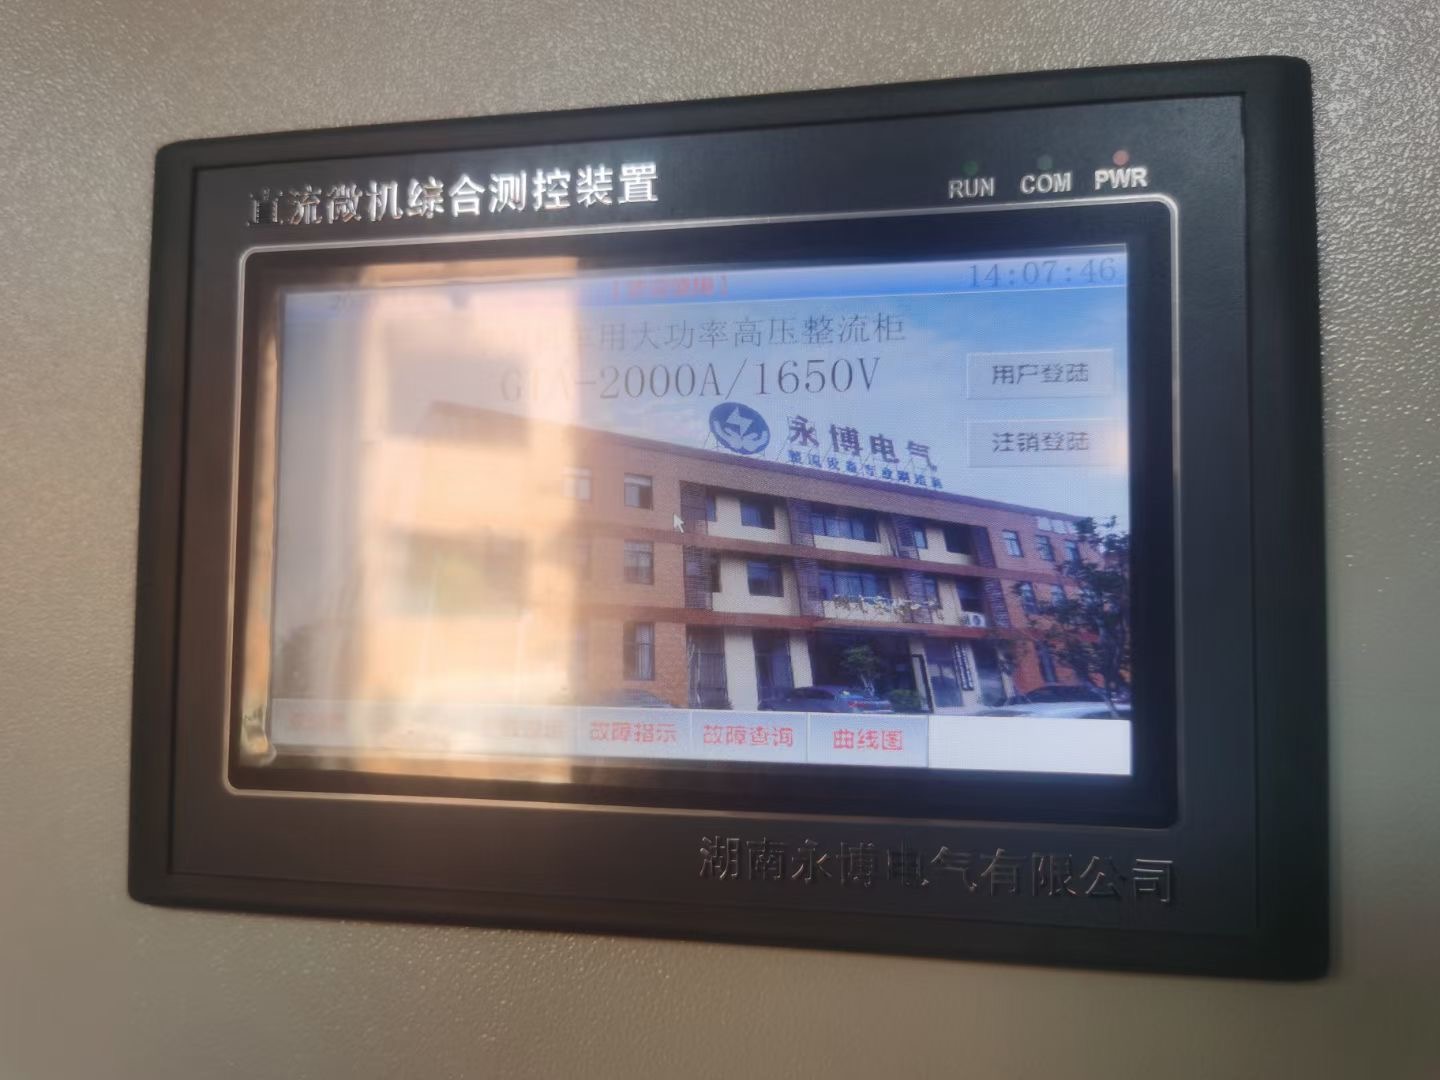 直流微机综合测控装置
RUN COM PWR
14:07:46
用大功率高压整流柜
-2000A/1650V
用户登陆
永博电气
注销登陆
故障指示 故障查询 曲线图
湖南永博电气有限公司